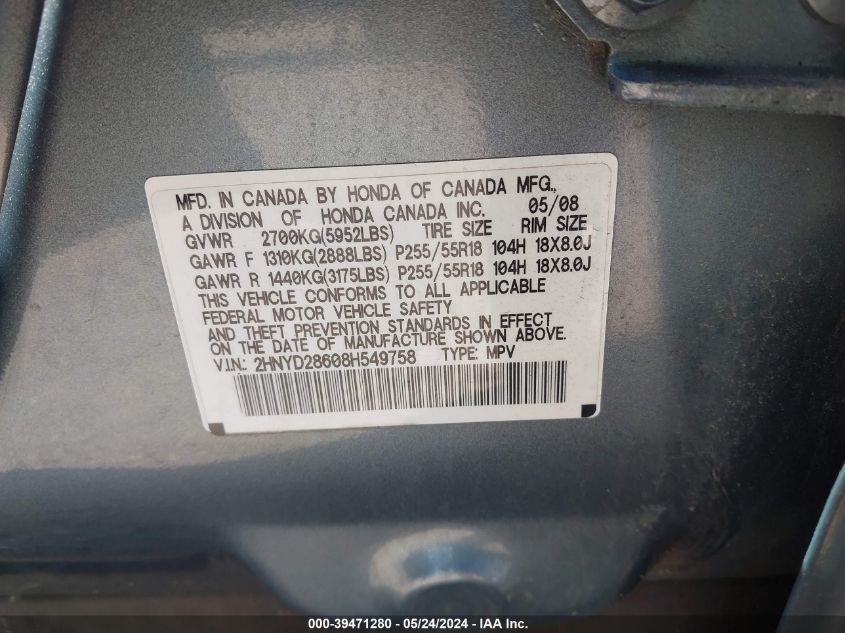 MFD. IN CANADA BY HONDA OF CANADA MFG.,
A DIVISION OF HONDA CANADA INC. 05/08
GVWR 2700KG(5952LBS) TIRE SIZE RIM SIZE
GAWR F 1310KG(2888LBS) P255/55R18 104H 18X8.0J
GAWR R 1440KG(3175LBS) P255/55R18 104H 18X8.0J
THIS VEHICLE CONFORMS TO ALL APPLICABLE
FEDERAL MOTOR VEHICLE SAFETY
AND THEFT PREVENTION STANDARDS IN EFFECT
ON THE DATE OF MANUFACTURE SHOWN ABOVE.
V.I.N.: 2HNYD28608H549758 TYPE: MPV
000-39471280 - 05/24/2024 - IAA Inc.